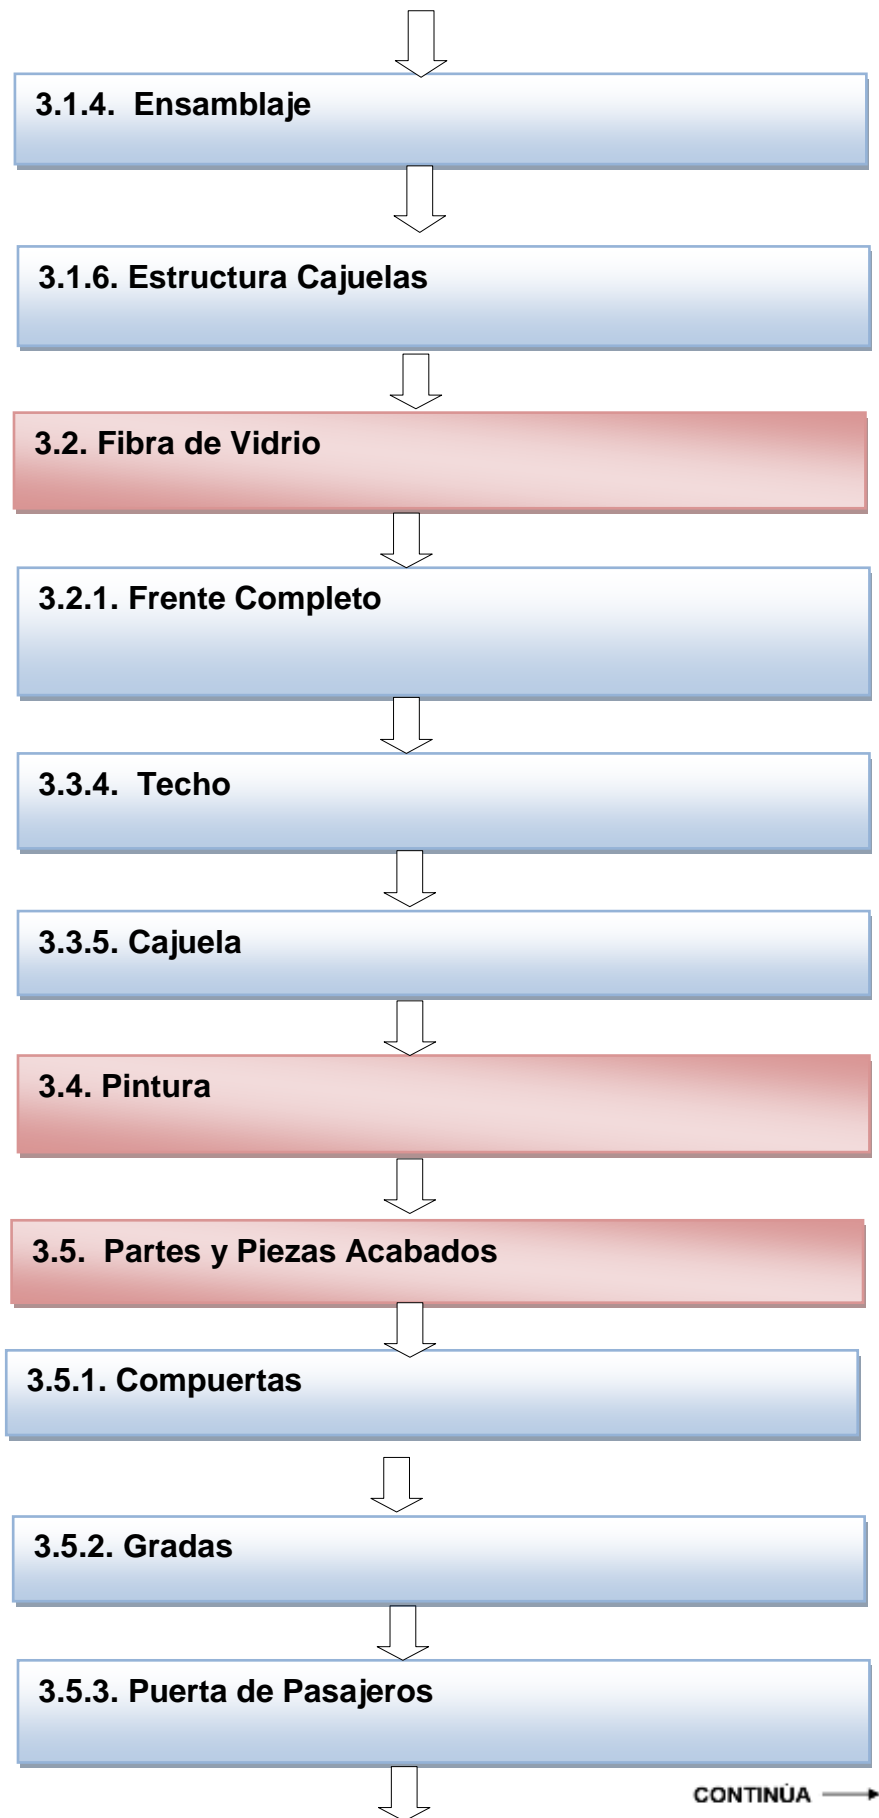 3.1.4.  Ensamblaje
3.1.6. Estructura Cajuelas
3.2. Fibra de Vidrio
3.2.1. Frente Completo
3.3.4.  Techo
3.3.5. Cajuela
3.4. Pintura
3.5.  Partes y Piezas Acabados
3.5.1. Compuertas
3.5.2. Gradas
3.5.3. Puerta de Pasajeros
CONTINÚA